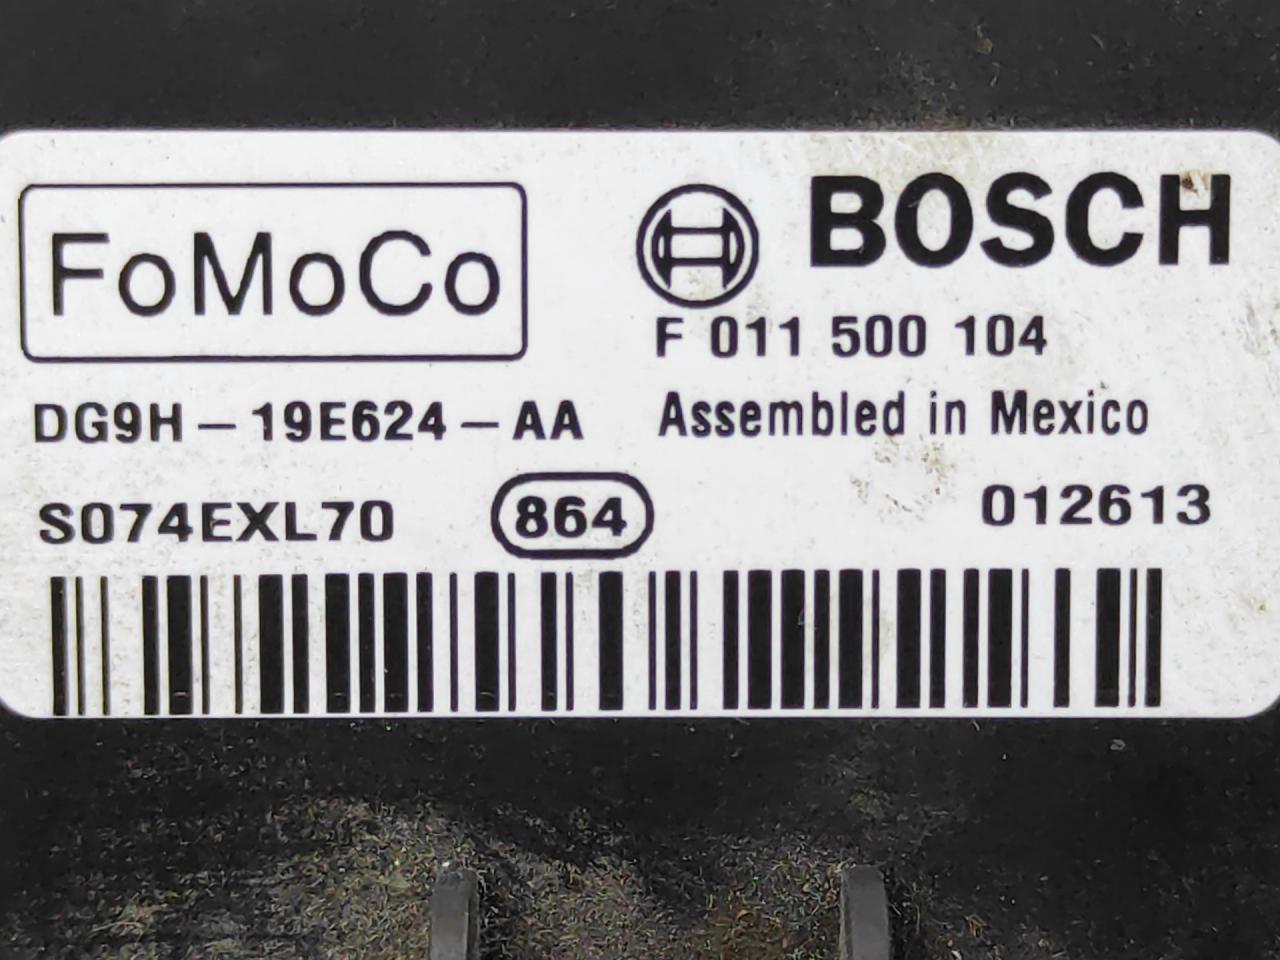 FoMoCo
BOSCH
F 011 500 104
DG9H - 19E624 - AA
Assembled in Mexico
S074EXL70
864
012613